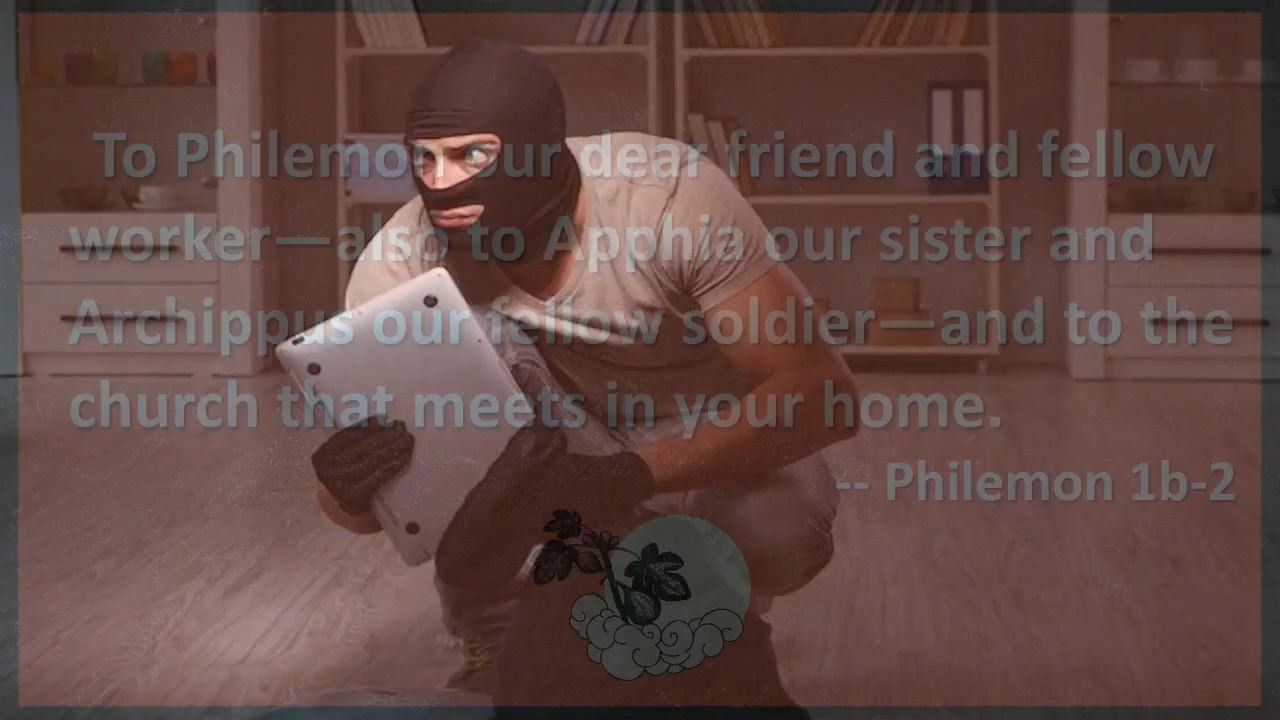 To Philemon our dear friend and fellow
worker—also to Apphia our sister and
Archippus our fellow soldier—and to the
church that meets in your home.
-- Philemon 1b-2